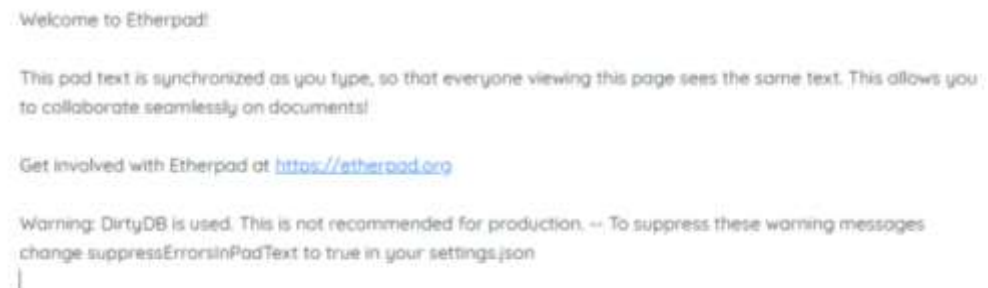 Welcome to Etherpad!
This pad text is synchronized as you type, so that everyone viewing this page sees the same text. This allows you
to collaborate seamlessly on documents!
Get involved with Etherpad at https://etherpad.org
Warning: DirtyDB is used. This is not recommended for production. -- To suppress these warning messages
change suppressErrorsInPadText to true in your settings.json